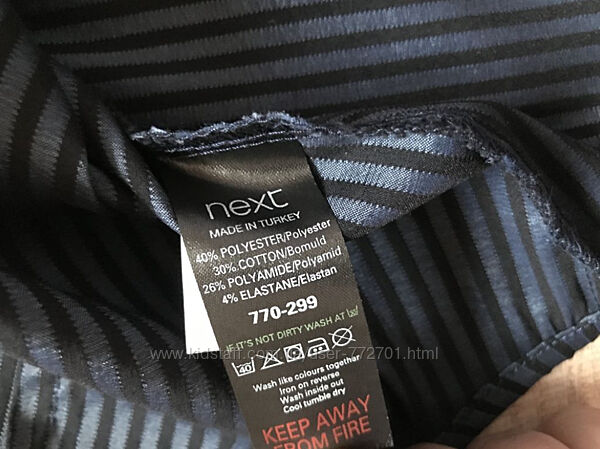 next
MADE IN TURKEY
40% POLYESTER/Polyester
30% COTTON/Bomuld
26% POLYAMIDE/Polyamid
4% ELASTANE/Elastan
770-299
IF IT'S NOT DIRTY WASH AT
40
Wash like colours together
Iron on reverse
Wash inside out
Cool tumble dry
KEEP AWAY
FROM FIRE